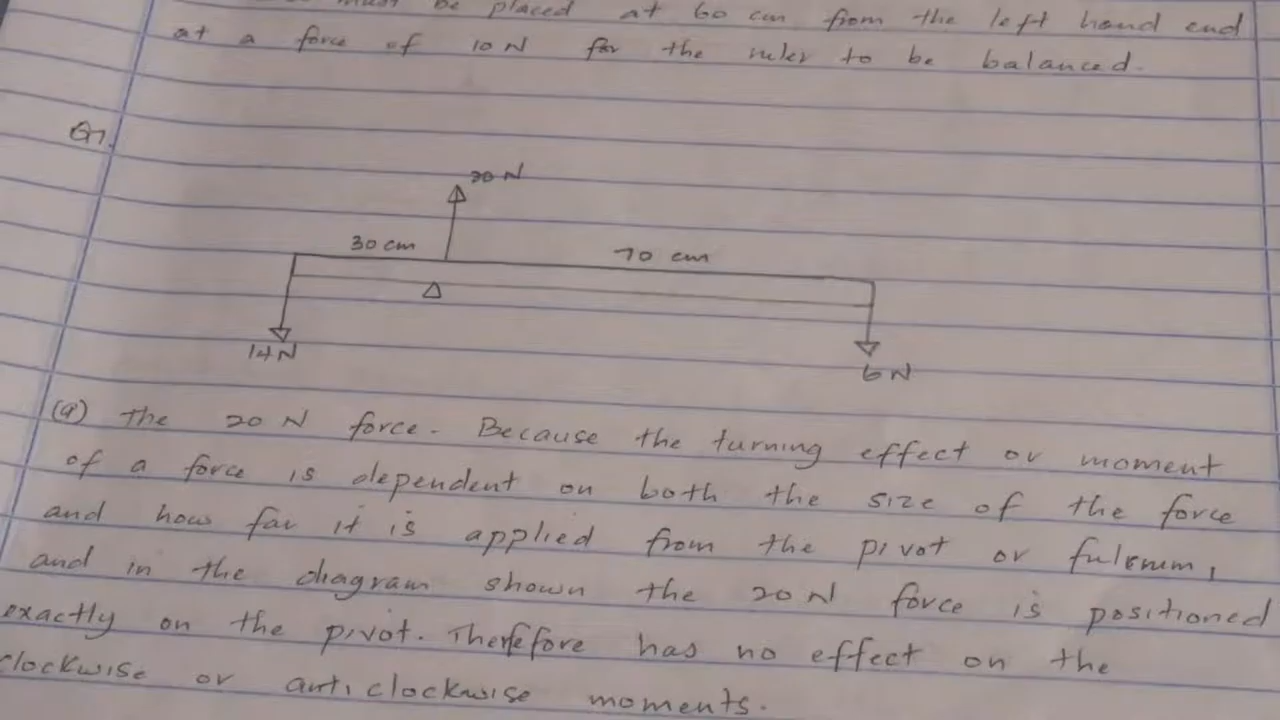 must be placed at 60 cm from the left hand end
at a force of 10 N for the ruler to be balanced.
Q7.
20 N
30 cm 70 cm
14 N
6 N
(a) the 20 N force. Because the turning effect or moment
of a force is dependent on both the size of the force
and how far it is applied from the pivot or fulcrum,
and in the diagram shown the 20 N force is positioned
exactly on the pivot. Therefore has no effect on the
clockwise or anticlockwise moments.